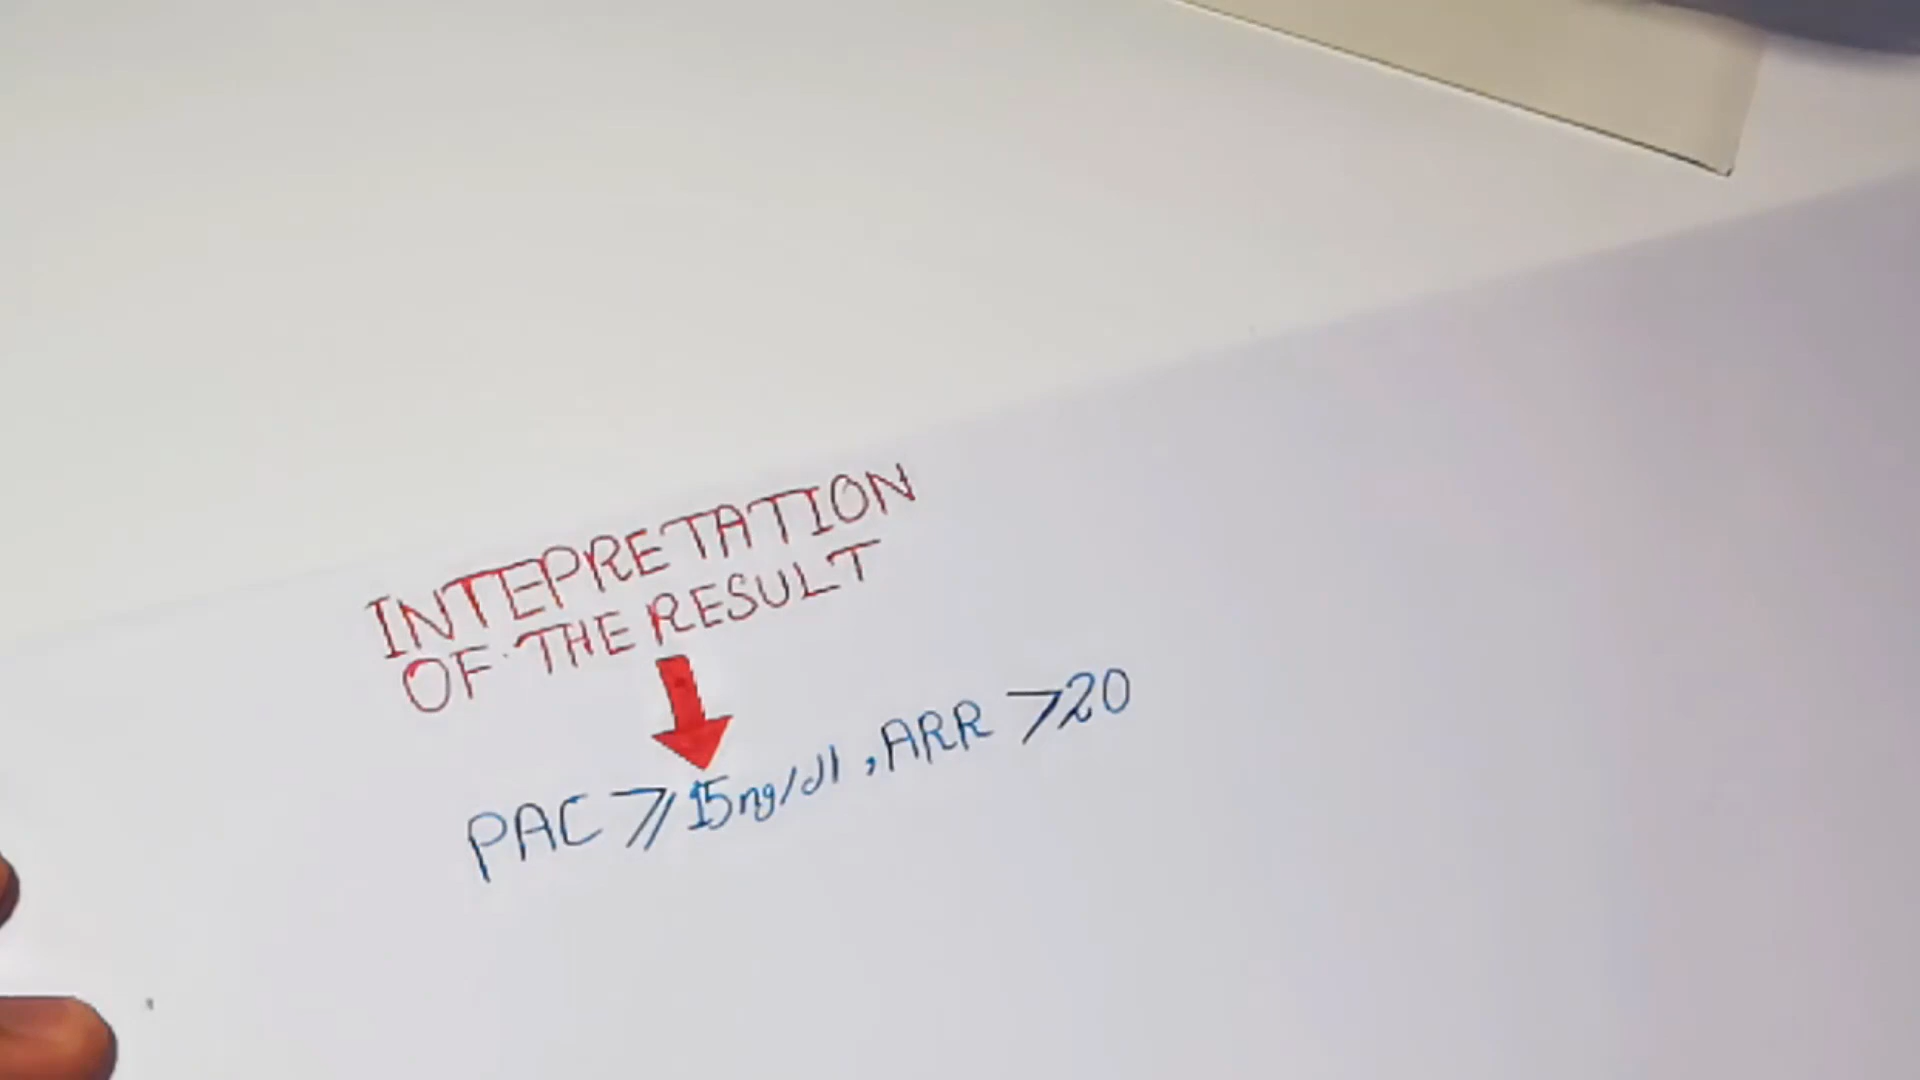 INTEPRETATION
OF THE RESULT
PAC ⩾ 15ng/dl, ARR >20